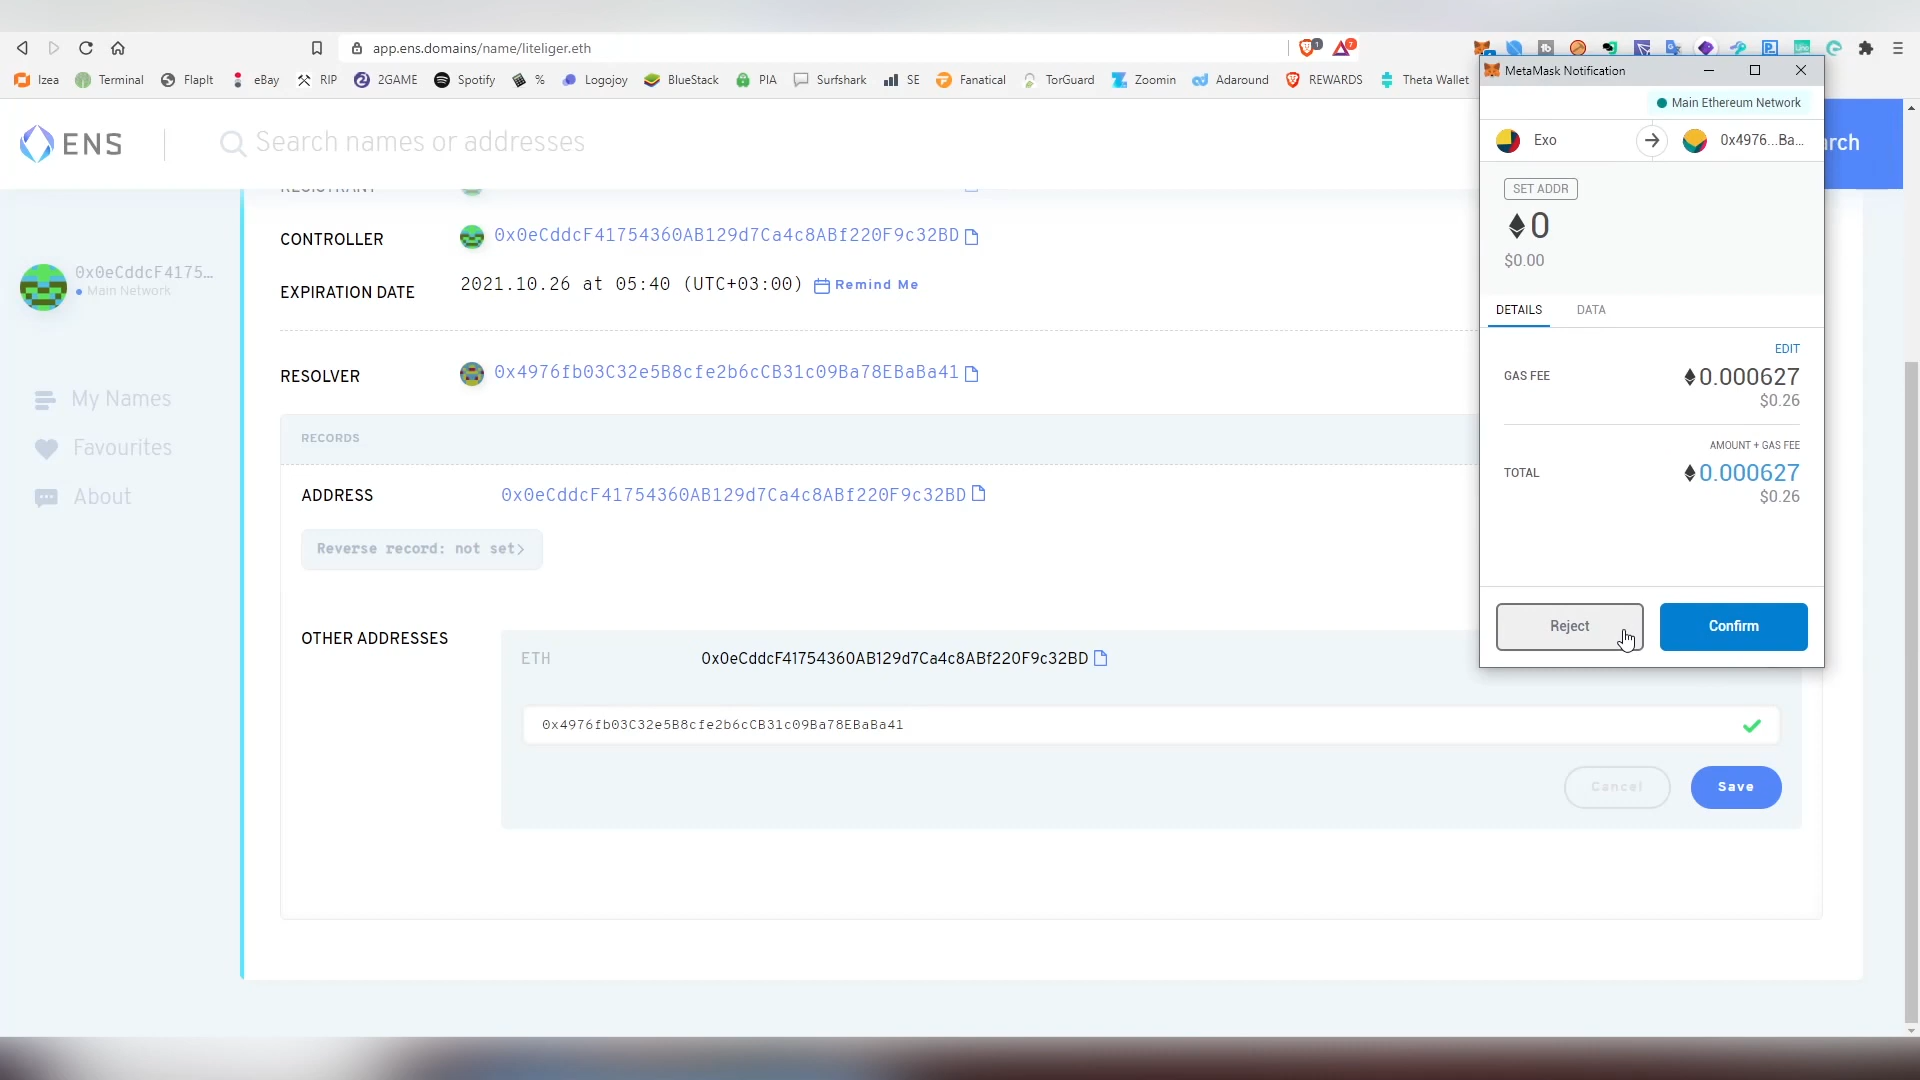 app.ens.domains/name/liteliger.eth
1
7
Izea
Terminal
FlapIt
eBay
RIP
2GAME
Spotify
%
Logojoy
BlueStack
PIA
Surfshark
SE
Fanatical
TorGuard
Zoomin
Adaround
REWARDS
Theta Wallet
ENS
Search names or addresses
arch
0x0eCddcF4175...
Main Network
My Names
Favourites
About
REGISTRANT
CONTROLLER
0x0eCddcF41754360AB129d7Ca4c8ABf220F9c32BD
EXPIRATION DATE
2021.10.26 at 05:40 (UTC+03:00)
Remind Me
RESOLVER
0x4976fb03C32e5B8cfe2b6cCB31c09Ba78EBaBa41
RECORDS
ADDRESS
0x0eCddcF41754360AB129d7Ca4c8ABf220F9c32BD
Reverse record: not set>
OTHER ADDRESSES
ETH
0x0eCddcF41754360AB129d7Ca4c8ABf220F9c32BD
0x4976fb03C32e5B8cfe2b6cCB31c09Ba78EBaBa41
Cancel
Save
MetaMask Notification
Main Ethereum Network
Exo
0x4976...Ba...
SET ADDR
0
$0.00
DETAILS
DATA
EDIT
GAS FEE
0.000627
$0.26
AMOUNT + GAS FEE
TOTAL
0.000627
$0.26
Reject
Confirm